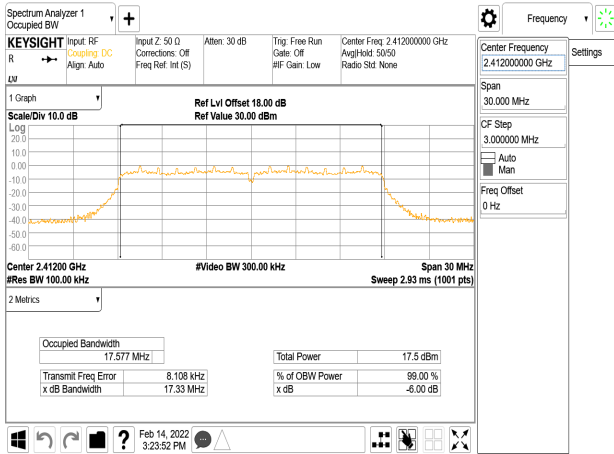 Spectrum Analyzer 1
Occupied BW
Frequency
KEYSIGHT
R
Input: RF
Coupling: DC
Align: Auto
Input Z: 50 Ω
Corrections: Off
Freq Ref: Int (S)
Atten: 30 dB
Trig: Free Run
Gate: Off
#IF Gain: Low
Center Freq: 2.412000000 GHz
Avg|Hold: 50/50
Radio Std: None
1 Graph
Scale/Div 10.0 dB
Ref Lvl Offset 18.00 dB
Ref Value 30.00 dBm
Log
20.0
10.0
0.00
-10.0
-20.0
-30.0
-40.0
-50.0
-60.0
Center 2.41200 GHz
#Res BW 100.00 kHz
#Video BW 300.00 kHz
Span 30 MHz
Sweep 2.93 ms (1001 pts)
2 Metrics
Occupied Bandwidth
17.577 MHz
Transmit Freq Error 8.108 kHz
x dB Bandwidth 17.33 MHz
Total Power 17.5 dBm
% of OBW Power 99.00 %
x dB -6.00 dB
Center Frequency
2.412000000 GHz
Settings
Span
30.000 MHz
CF Step
3.000000 MHz
Auto
Man
Freq Offset
0 Hz
?
Feb 14, 2022
3:23:52 PM